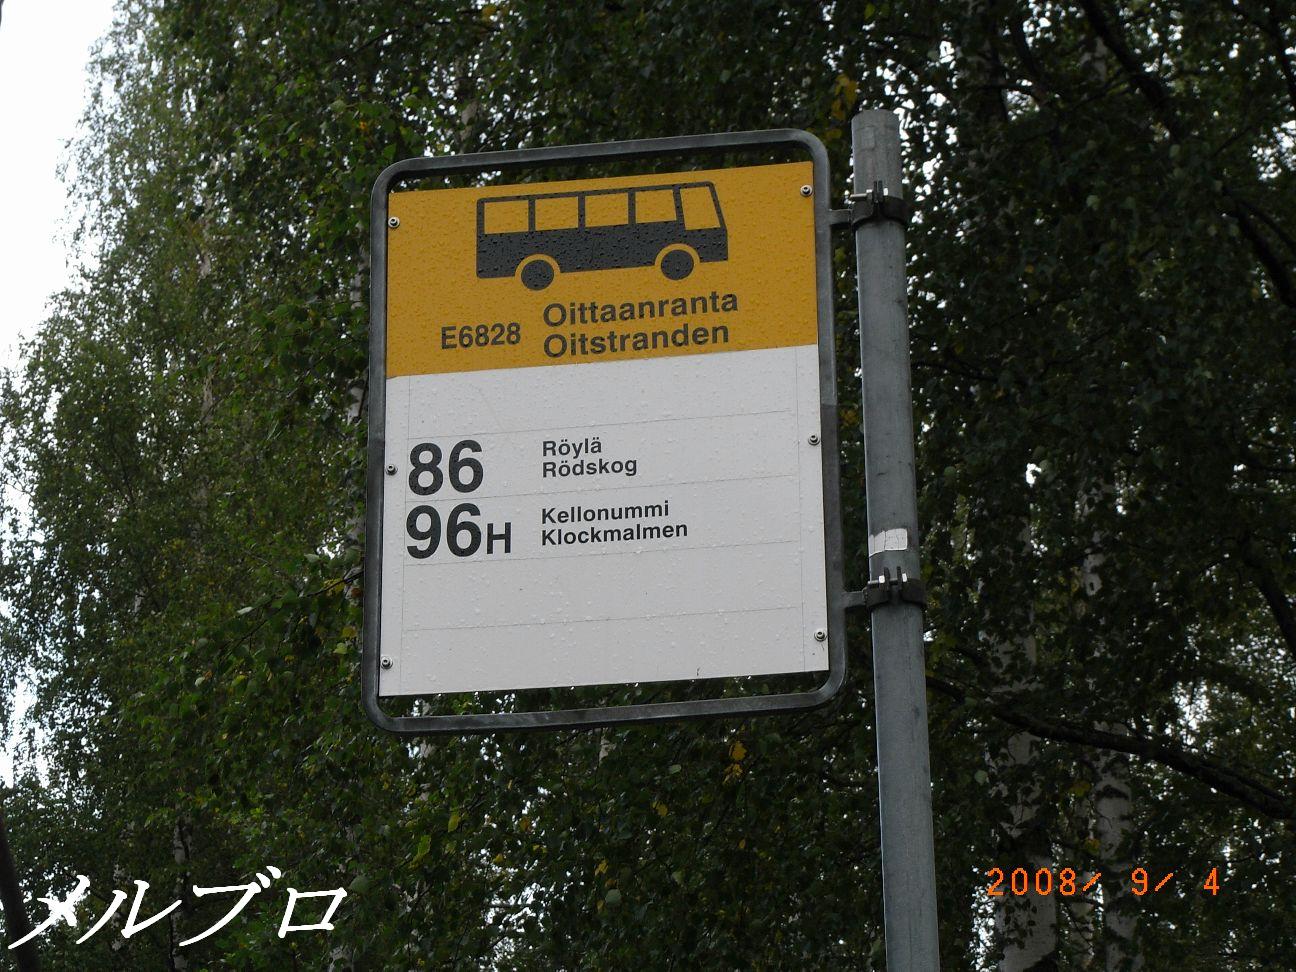 Oittaanranta
E6828 Oitstranden
86 Röylä
Rödskog
96H Kellonummi
Klockmalmen
2008/ 9/ 4
メルブロ